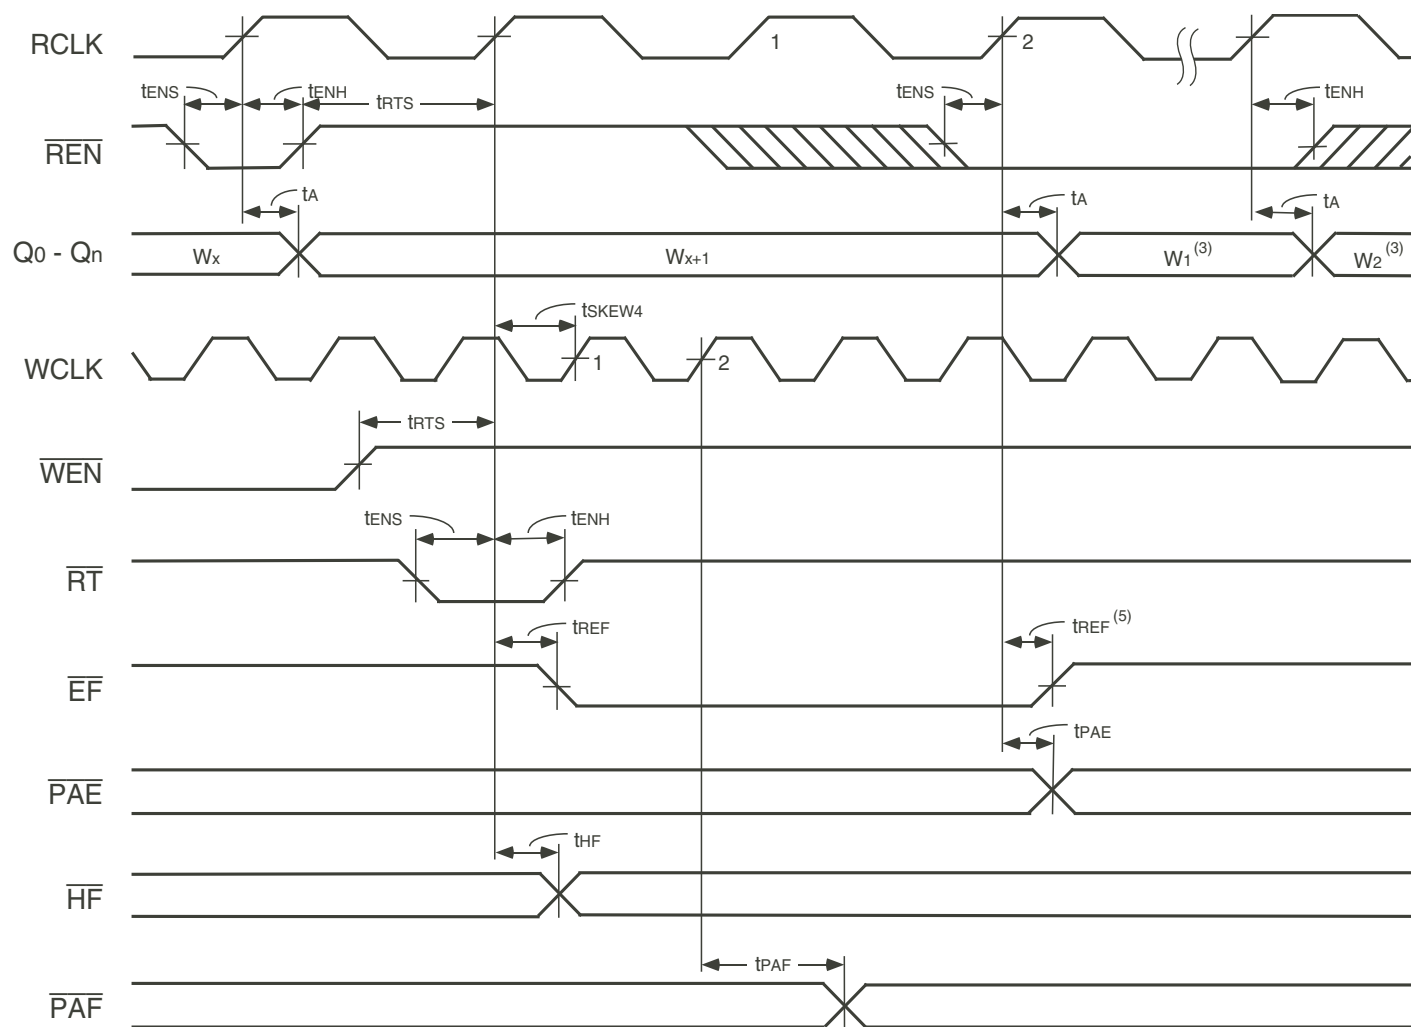 RCLK 1 2
tENS tENH tRTS tENS tENH
REN
tA tA tA
Q0 - Qn Wx Wx+1 W1(3) W2(3)
tSKEW4
WCLK 1 2
tRTS
WEN
tENS tENH
RT
tREF tREF(5)
EF
tPAE
PAE
tHF
HF
tPAF
PAF